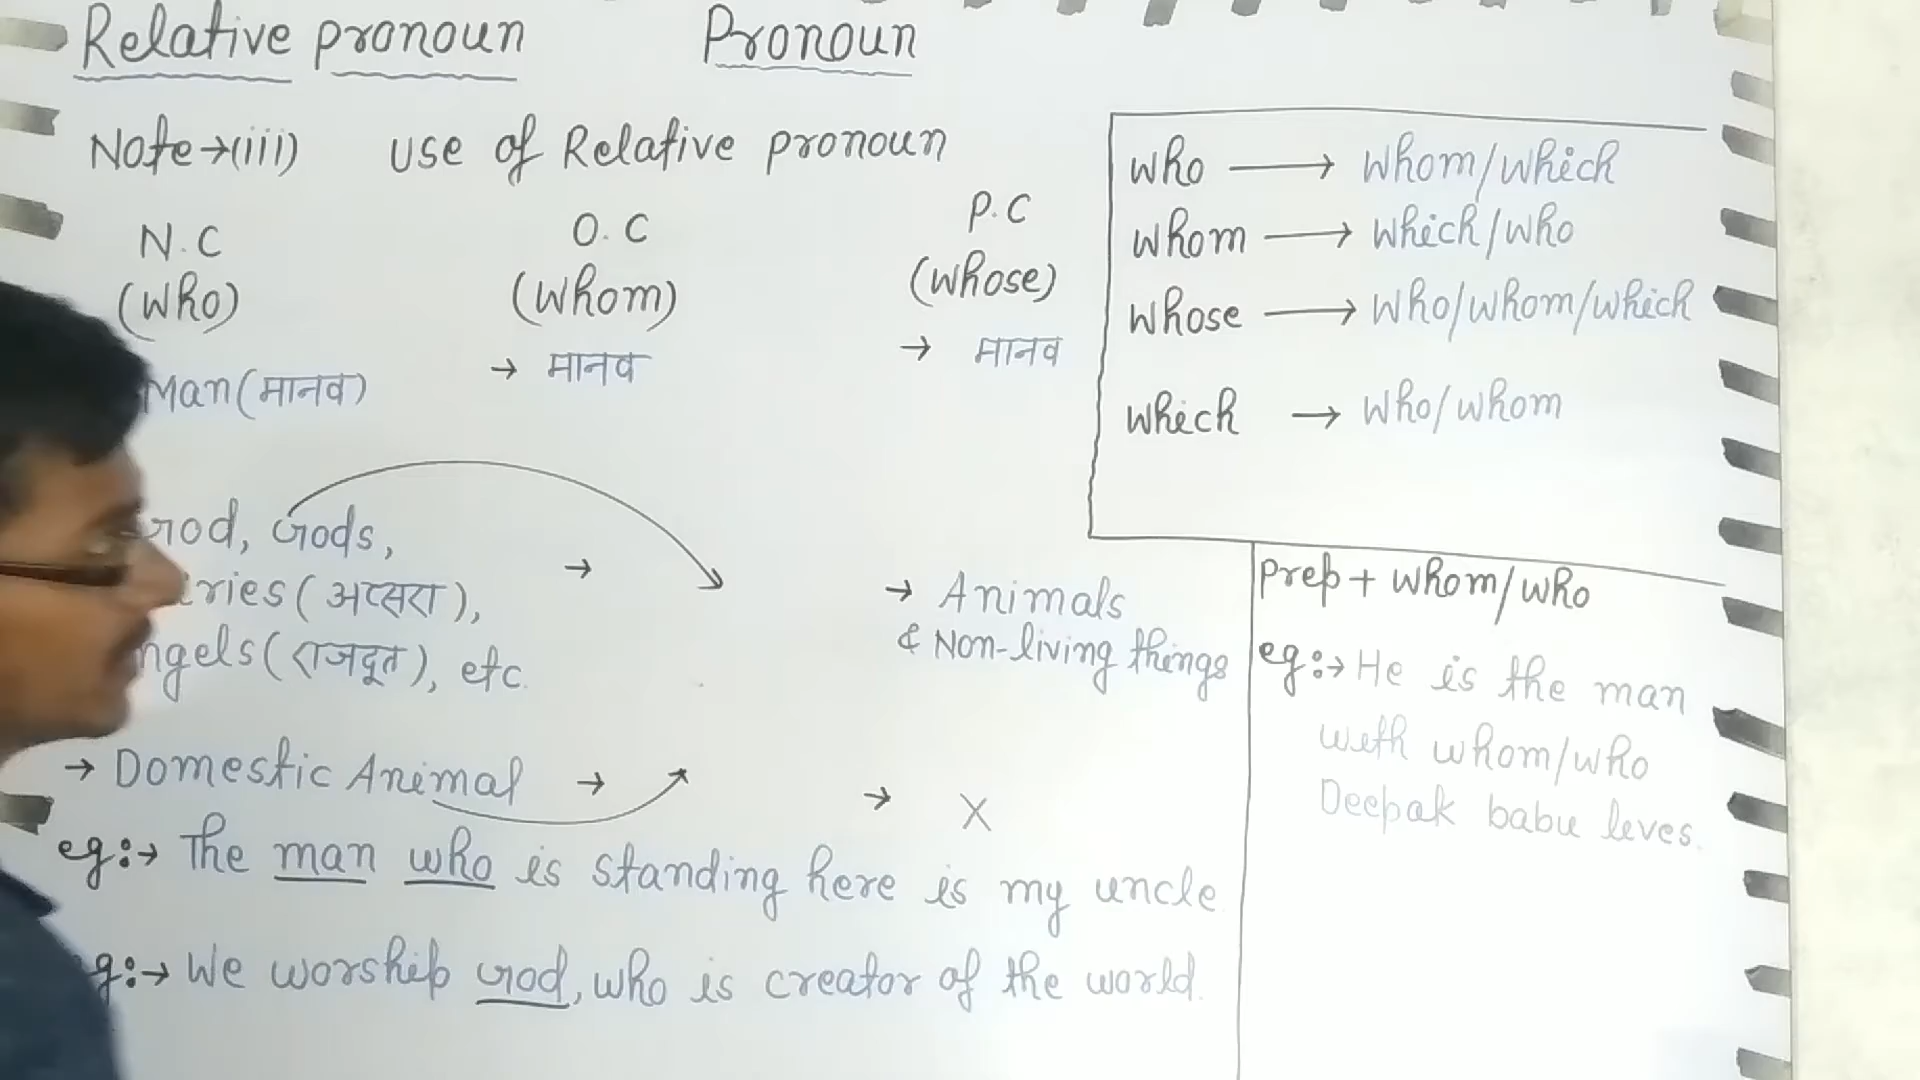 Relative pronoun Pronoun
Note→(iii) use of Relative pronoun
N.C O.C P.C
(who) (whom) (whose)
Man(मानव) → मानव → मानव
God, Gods, →
(अप्सरा),
(राजदूत), etc.
→ Animals
& Non-living things
→ Domestic Animal → → X
eg:→ The man who is standing here is my uncle
eg:→ We worship God, who is creator of the world.
who → whom/which
whom → which/who
whose → who/whom/which
which → who/whom
prep + whom/who
eg:→ He is the man
with whom/who
Deepak babu lives.